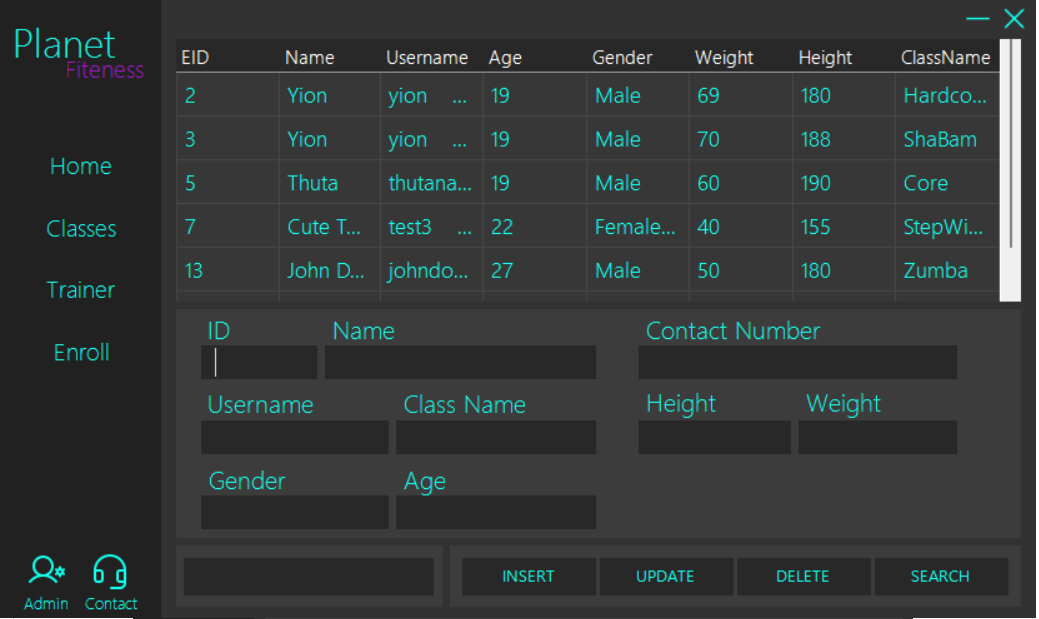 Planet
Fiteness
Home
Classes
Trainer
Enroll
Admin Contact
EID Name Username Age Gender Weight Height ClassName
2 Yion yion ... 19 Male 69 180 Hardco...
3 Yion yion ... 19 Male 70 188 ShaBam
5 Thuta thutana... 19 Male 60 190 Core
7 Cute T... test3 ... 22 Female... 40 155 StepWi...
13 John D... johndo... 27 Male 50 180 Zumba
ID Name Contact Number
Username Class Name Height Weight
Gender Age
INSERT UPDATE DELETE SEARCH